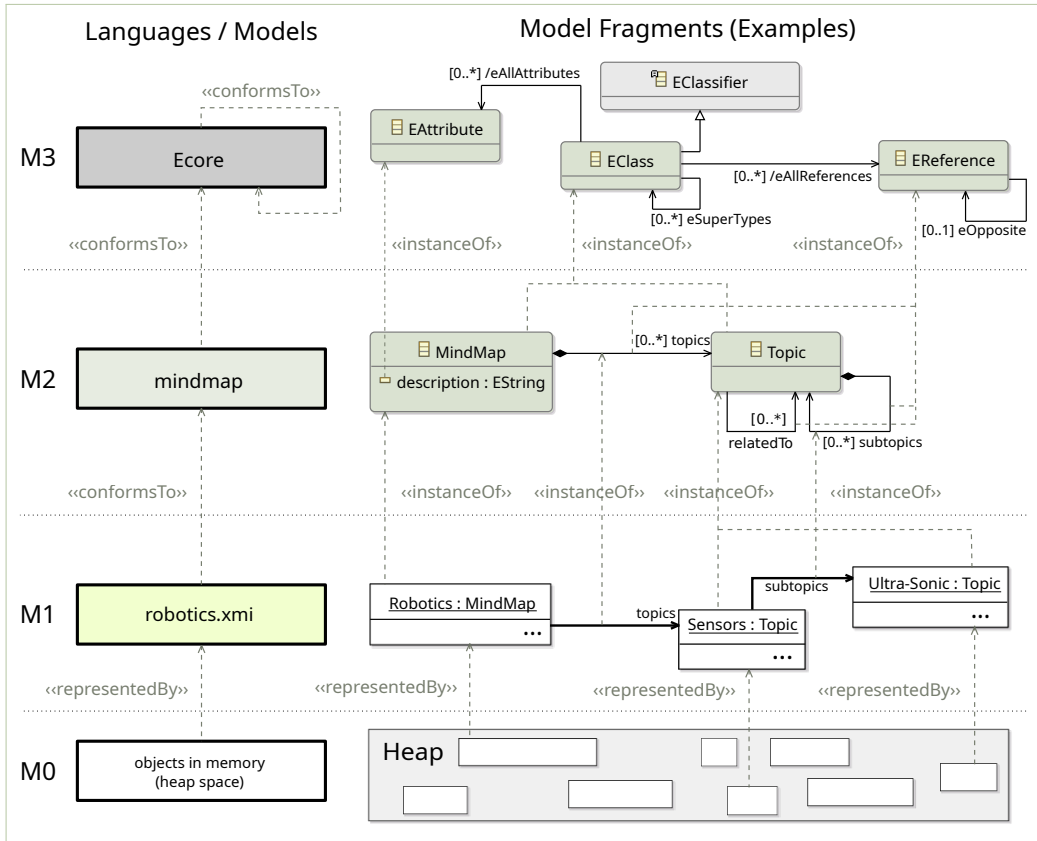 Languages / Models
Model Fragments (Examples)
‹‹conformsTo››
[0..*] /eAllAttributes
EClassifier
M3
Ecore
EAttribute
EClass
EReference
[0..*] /eAllReferences
[0..*] eSuperTypes
[0..1] eOpposite
‹‹conformsTo››
‹‹instanceOf››
‹‹instanceOf››
‹‹instanceOf››
M2
mindmap
MindMap
description : EString
[0..*] topics
Topic
[0..*]
relatedTo
[0..*] subtopics
‹‹conformsTo››
‹‹instanceOf››
‹‹instanceOf››
‹‹instanceOf››
‹‹instanceOf››
M1
robotics.xmi
Robotics : MindMap
...
topics
Sensors : Topic
...
subtopics
Ultra-Sonic : Topic
...
‹‹representedBy››
‹‹representedBy››
‹‹representedBy››
‹‹representedBy››
M0
objects in memory
(heap space)
Heap